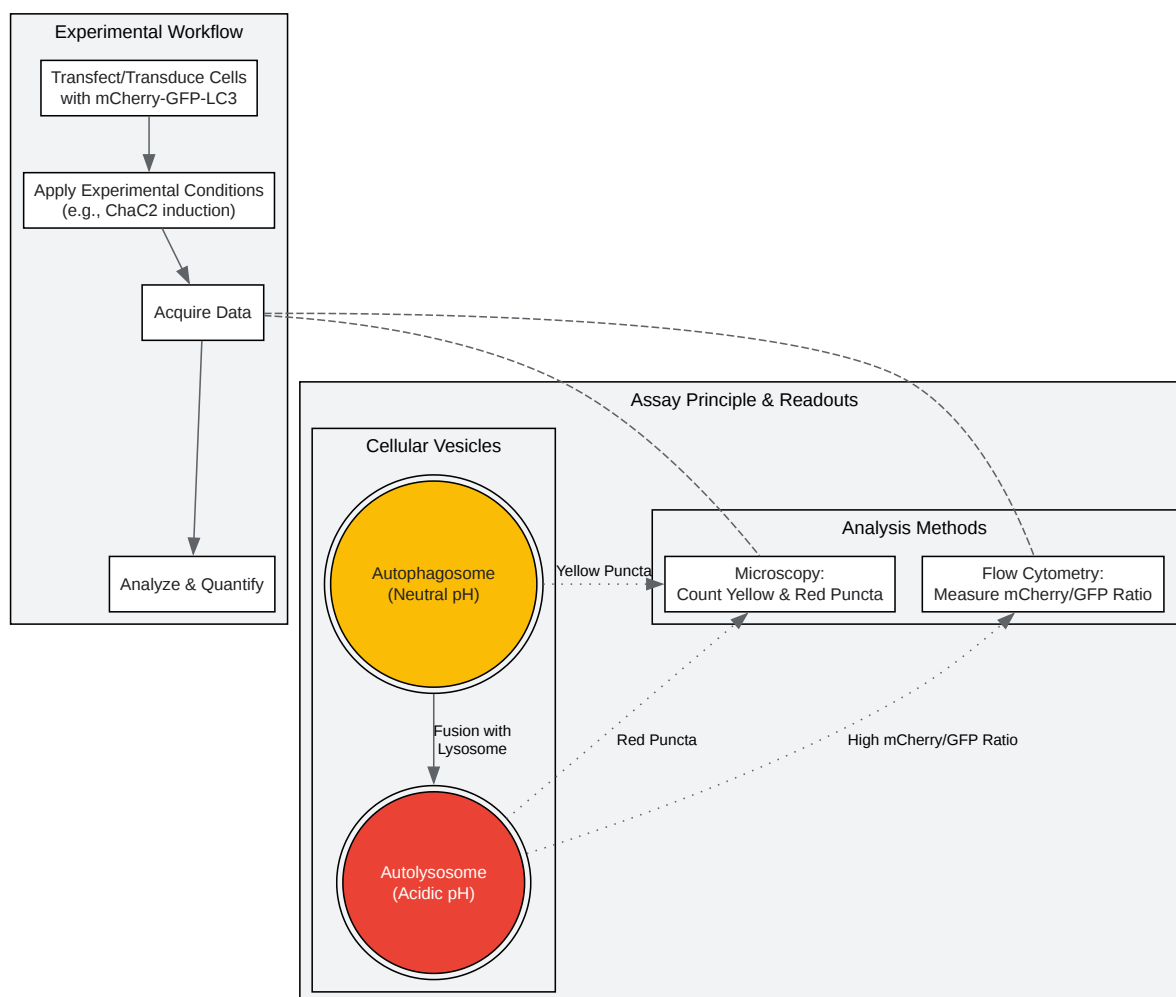 Experimental Workflow
Transfect/Transduce Cells
with mCherry-GFP-LC3
Apply Experimental Conditions
(e.g., ChaC2 induction)
Acquire Data
Analyze & Quantify
Assay Principle & Readouts
Cellular Vesicles
Autophagosome
(Neutral pH)
Fusion with
Lysosome
Autolysosome
(Acidic pH)
Yellow Puncta
Red Puncta
High mCherry/GFP Ratio
Analysis Methods
Microscopy:
Count Yellow & Red Puncta
Flow Cytometry:
Measure mCherry/GFP Ratio